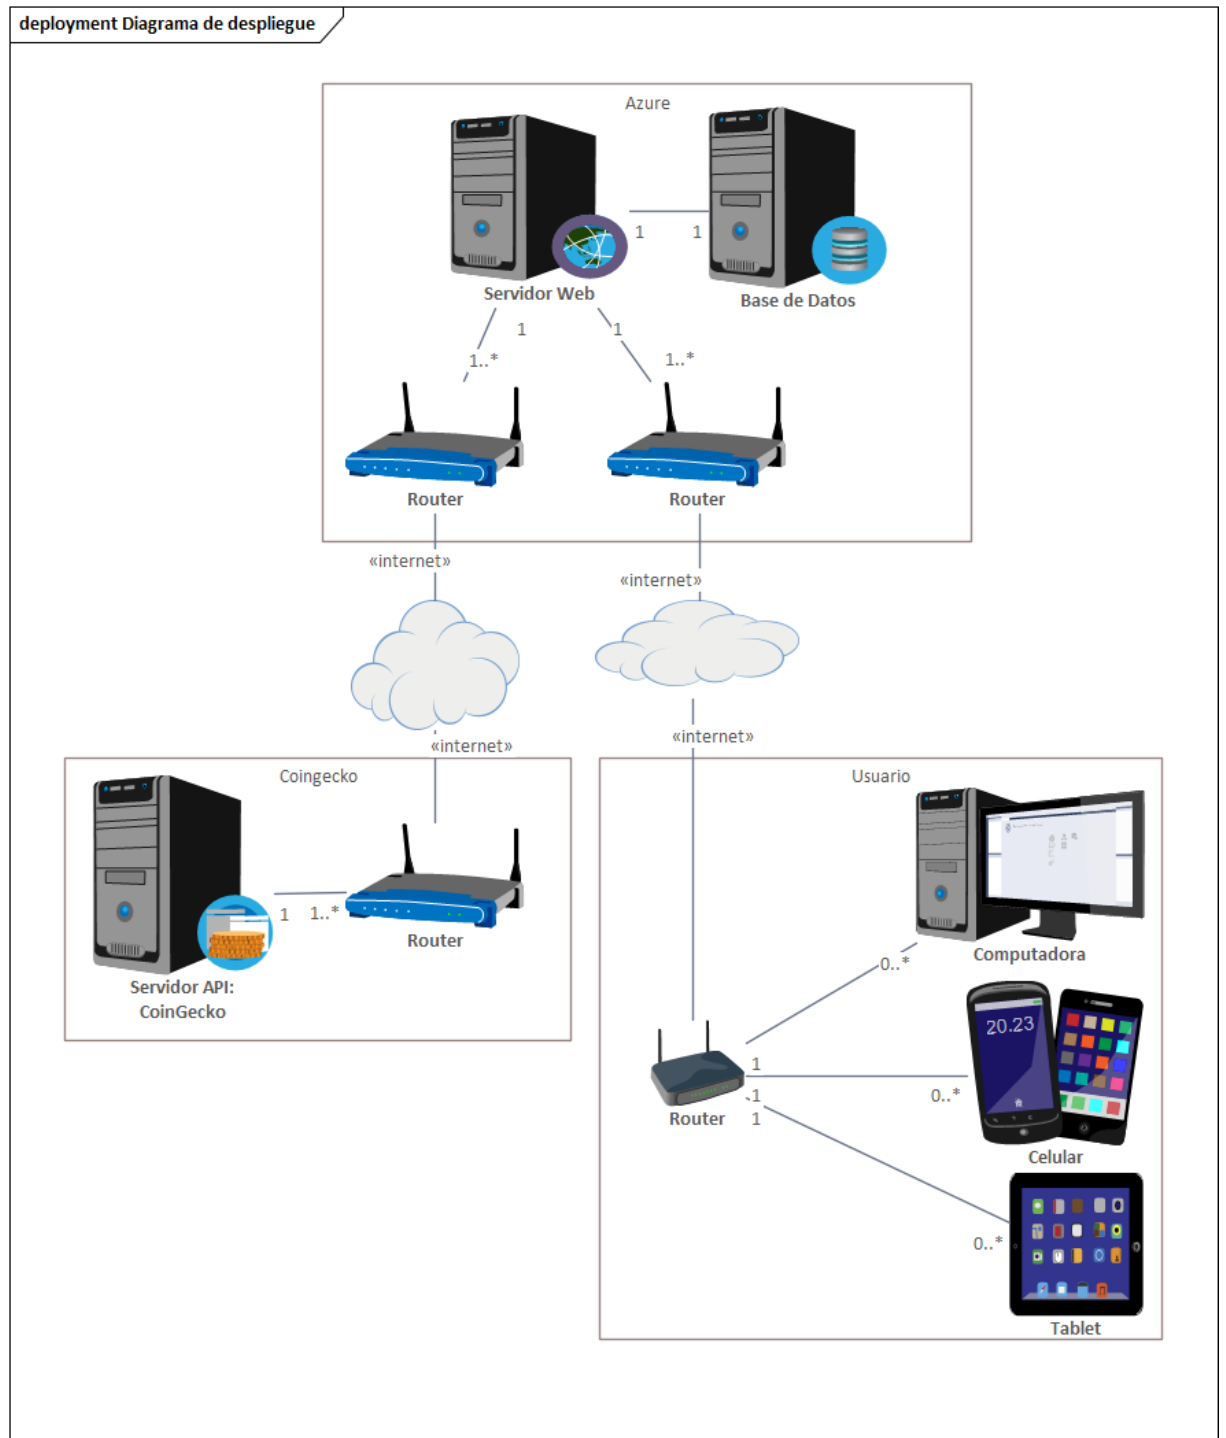 deployment Diagrama de despliegue
Azure
1
1
Servidor Web
Base de Datos
1
1
1..*
1..*
Router
Router
«internet»
«internet»
«internet»
«internet»
Coingecko
Usuario
1
1..*
Router
Servidor API:
CoinGecko
Computadora
0..*
20.23
1
1
1
0..*
Router
Celular
0..*
Tablet